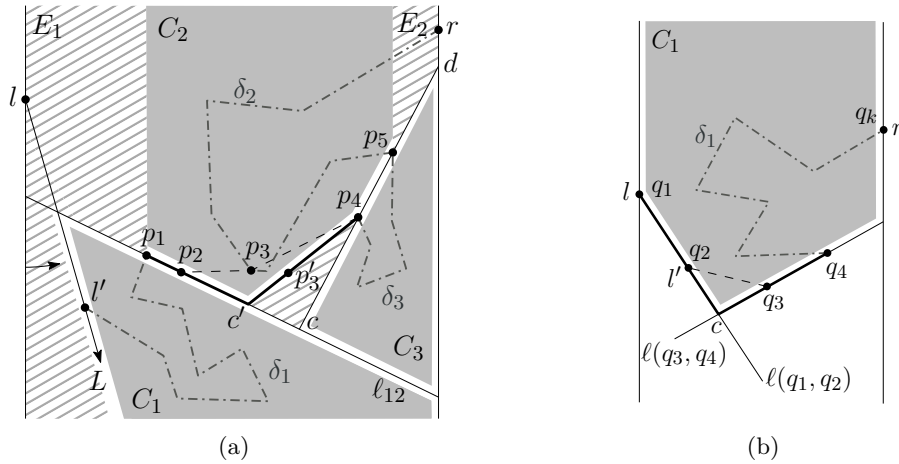 E₁ C₂ E₂ r
d
l δ₂
p₅
p₄
p₁ p₂ p₃
p′₃
l′ c′ c
δ₃
δ₁ C₃
L ℓ₁₂
C₁
(a)
C₁
q_k r
δ₁
l q₁
q₂ q₄
l′ q₃
c
ℓ(q₃, q₄)
ℓ(q₁, q₂)
(b)